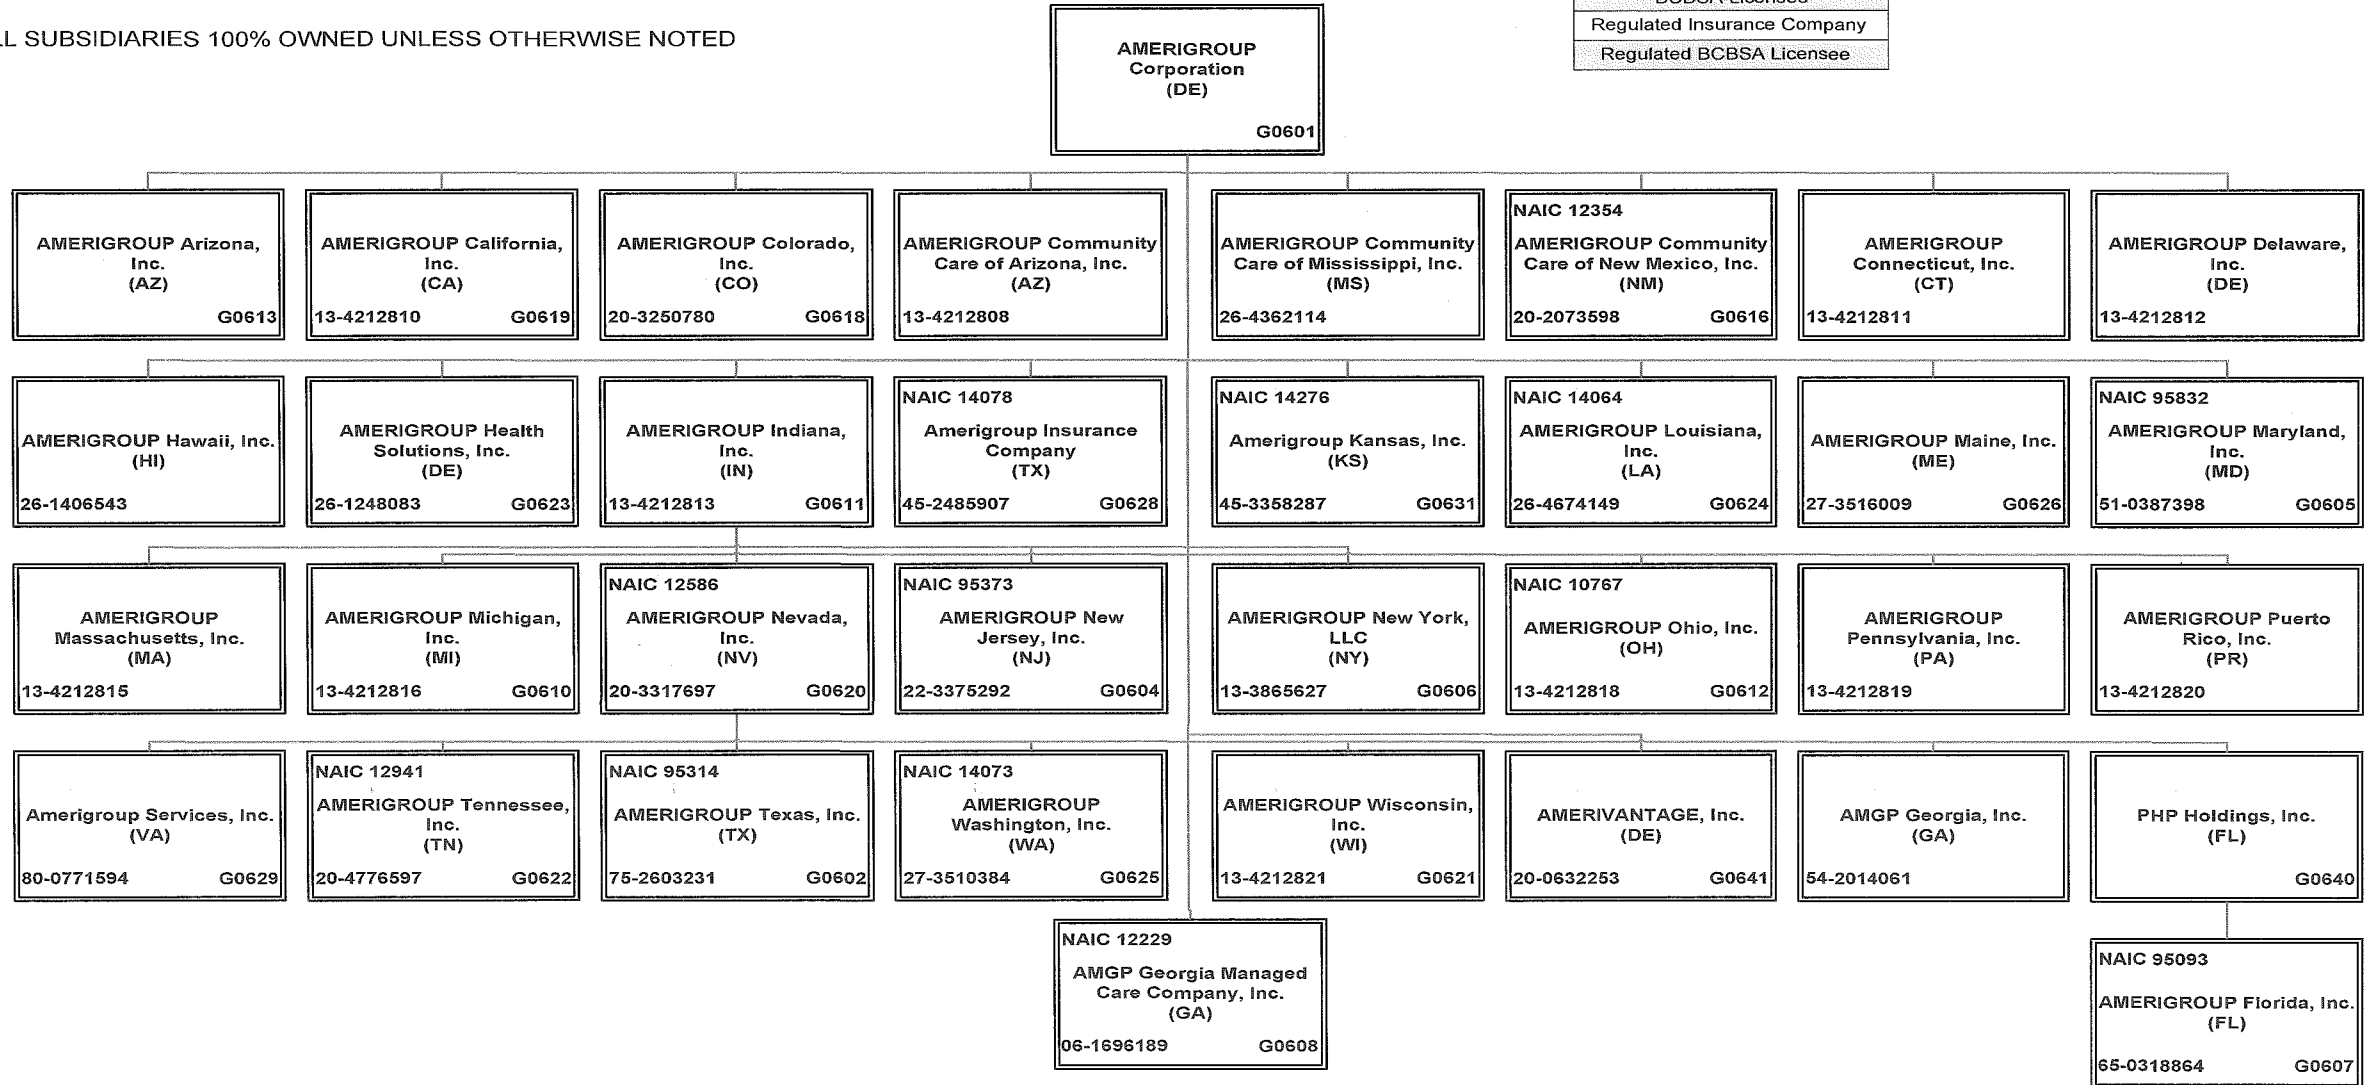 LL SUBSIDIARIES 100% OWNED UNLESS OTHERWISE NOTED
BCBSA Licensee
Regulated Insurance Company
Regulated BCBSA Licensee
AMERIGROUP
Corporation
(DE)
G0601
AMERIGROUP Arizona,
Inc.
(AZ)
G0613
AMERIGROUP California,
Inc.
(CA)
13-4212810 G0619
AMERIGROUP Colorado,
Inc.
(CO)
20-3250780 G0618
AMERIGROUP Community
Care of Arizona, Inc.
(AZ)
13-4212808
AMERIGROUP Community
Care of Mississippi, Inc.
(MS)
26-4362114
NAIC 12354
AMERIGROUP Community
Care of New Mexico, Inc.
(NM)
20-2073598 G0616
AMERIGROUP
Connecticut, Inc.
(CT)
13-4212811
AMERIGROUP Delaware,
Inc.
(DE)
13-4212812
AMERIGROUP Hawaii, Inc.
(HI)
26-1406543
AMERIGROUP Health
Solutions, Inc.
(DE)
26-1248083 G0623
AMERIGROUP Indiana,
Inc.
(IN)
13-4212813 G0611
NAIC 14078
Amerigroup Insurance
Company
(TX)
45-2485907 G0628
NAIC 14276
Amerigroup Kansas, Inc.
(KS)
45-3358287 G0631
NAIC 14064
AMERIGROUP Louisiana,
Inc.
(LA)
26-4674149 G0624
AMERIGROUP Maine, Inc.
(ME)
27-3516009 G0626
NAIC 95832
AMERIGROUP Maryland,
Inc.
(MD)
51-0387398 G0605
AMERIGROUP
Massachusetts, Inc.
(MA)
13-4212815
AMERIGROUP Michigan,
Inc.
(MI)
13-4212816 G0610
NAIC 12586
AMERIGROUP Nevada,
Inc.
(NV)
20-3317697 G0620
NAIC 95373
AMERIGROUP New
Jersey, Inc.
(NJ)
22-3375292 G0604
AMERIGROUP New York,
LLC
(NY)
13-3865627 G0606
NAIC 10767
AMERIGROUP Ohio, Inc.
(OH)
13-4212818 G0612
AMERIGROUP
Pennsylvania, Inc.
(PA)
13-4212819
AMERIGROUP Puerto
Rico, Inc.
(PR)
13-4212820
Amerigroup Services, Inc.
(VA)
80-0771594 G0629
NAIC 12941
AMERIGROUP Tennessee,
Inc.
(TN)
20-4776597 G0622
NAIC 95314
AMERIGROUP Texas, Inc.
(TX)
75-2603231 G0602
NAIC 14073
AMERIGROUP
Washington, Inc.
(WA)
27-3510384 G0625
AMERIGROUP Wisconsin,
Inc.
(WI)
13-4212821 G0621
AMERIVANTAGE, Inc.
(DE)
20-0632253 G0641
AMGP Georgia, Inc.
(GA)
54-2014061
PHP Holdings, Inc.
(FL)
G0640
NAIC 12229
AMGP Georgia Managed
Care Company, Inc.
(GA)
06-1696189 G0608
NAIC 95093
AMERIGROUP Florida, Inc.
(FL)
65-0318864 G0607